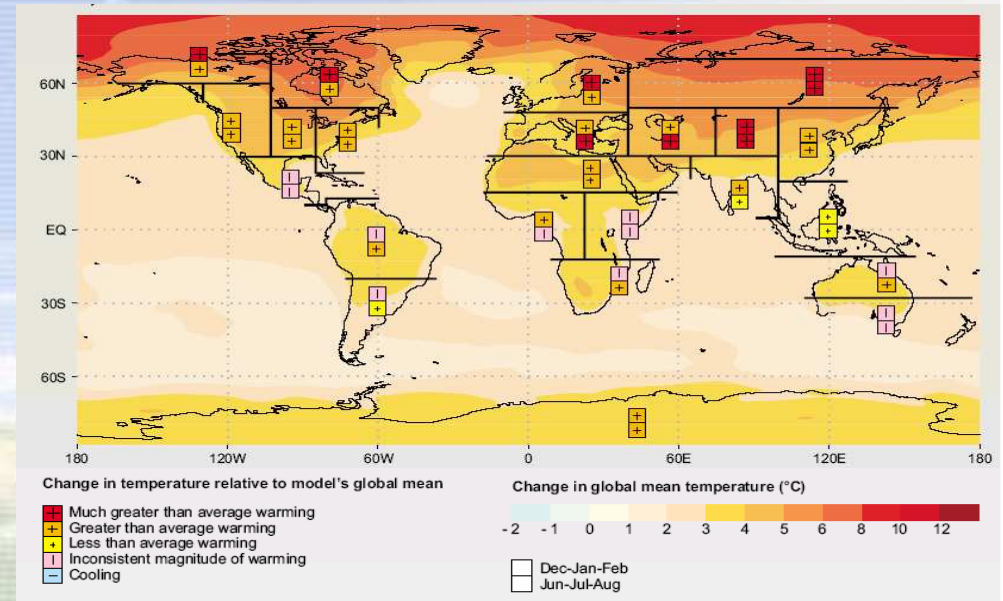 60N
30N
EQ
30S
60S
180 120W 60W 0 60E 120E 180
Change in temperature relative to model's global mean
Much greater than average warming
Greater than average warming
Less than average warming
Inconsistent magnitude of warming
Cooling
Change in global mean temperature (°C)
-2 -1 0 1 2 3 4 5 6 8 10 12
Dec-Jan-Feb
Jun-Jul-Aug